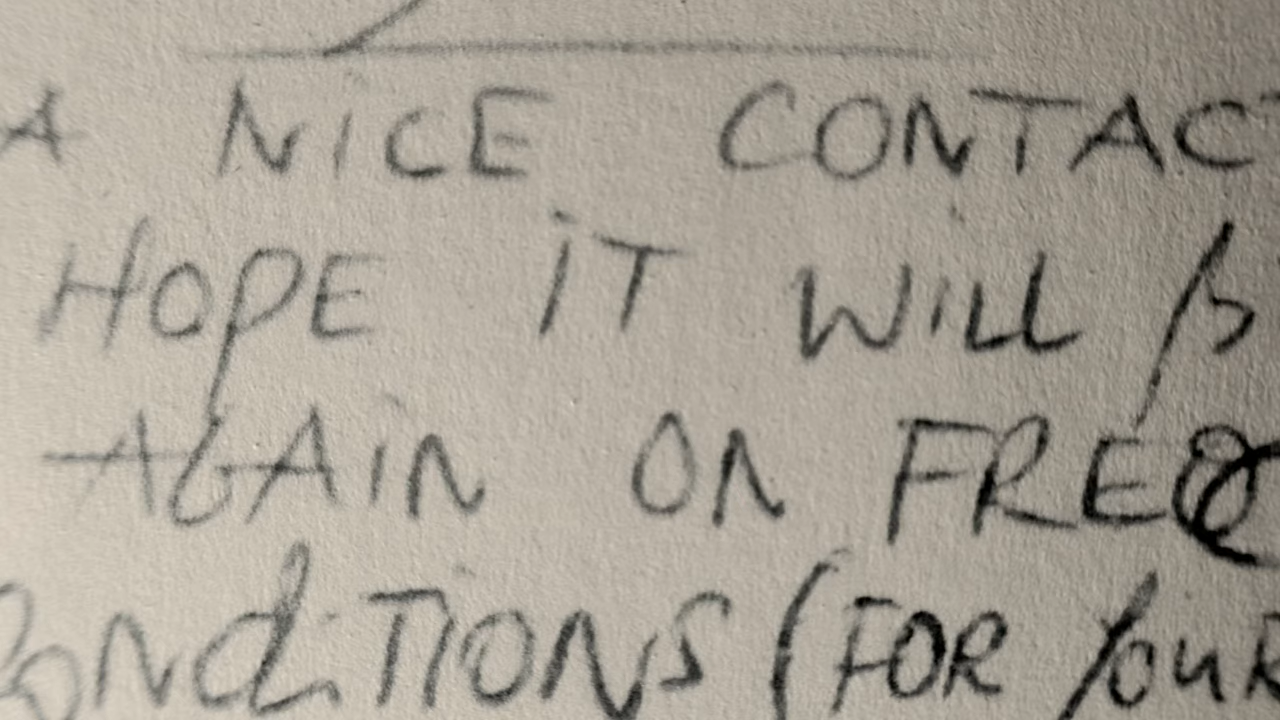 A NiCE CONTACT
HOPE iT WiLL B
AGAiN ON FREQ
CONdiTIONS (FOR YOUR